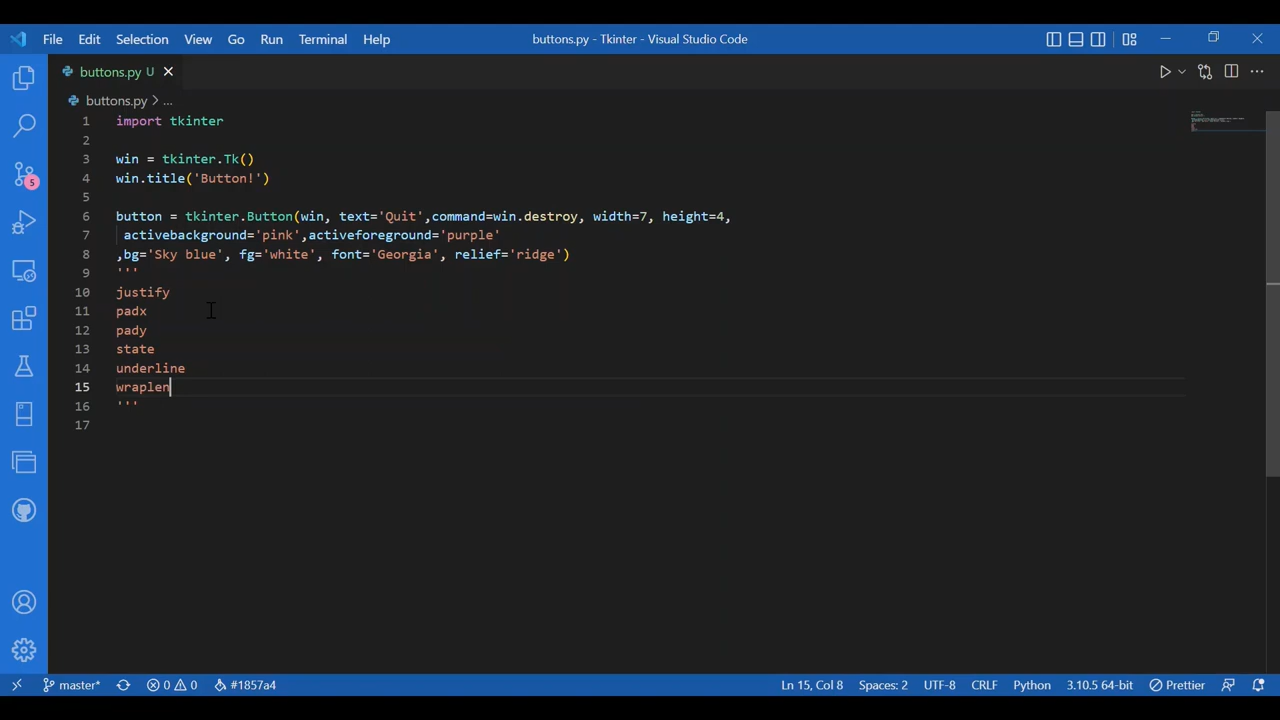 File Edit Selection View Go Run Terminal Help buttons.py - Tkinter - Visual Studio Code
buttons.py U
buttons.py > ...
1 import tkinter
2
3 win = tkinter.Tk()
4 win.title('Button!')
5
6 button = tkinter.Button(win, text='Quit',command=win.destroy, width=7, height=4,
7 activebackground='pink',activeforeground='purple'
8 ,bg='Sky blue', fg='white', font='Georgia', relief='ridge')
9 '''
10 justify
11 padx
12 pady
13 state
14 underline
15 wraplen
16 '''
17
5
master* 0 0 #1857a4 Ln 15, Col 8 Spaces: 2 UTF-8 CRLF Python 3.10.5 64-bit Prettier